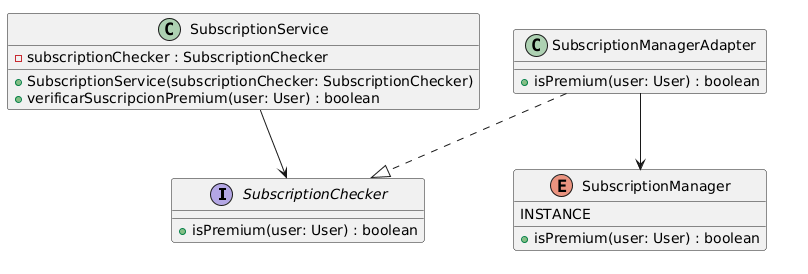 C SubscriptionService
subscriptionChecker : SubscriptionChecker
SubscriptionService(subscriptionChecker: SubscriptionChecker)
verificarSuscripcionPremium(user: User) : boolean
C SubscriptionManagerAdapter
isPremium(user: User) : boolean
I SubscriptionChecker
isPremium(user: User) : boolean
E SubscriptionManager
INSTANCE
isPremium(user: User) : boolean